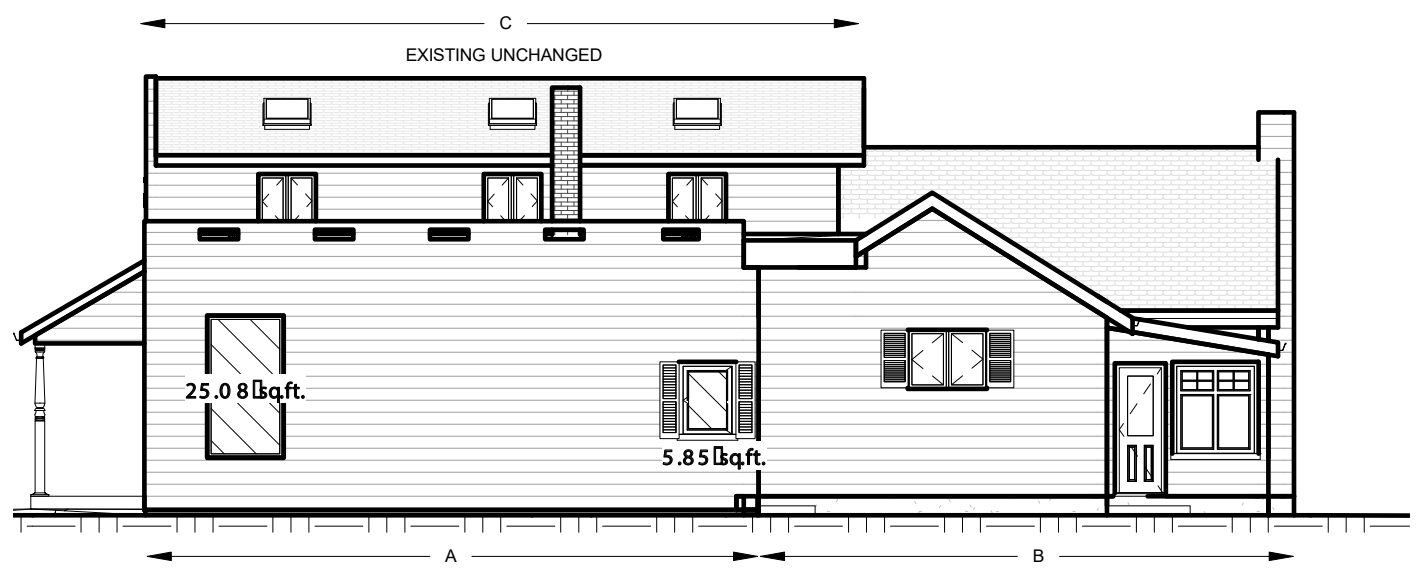 C
EXISTING UNCHANGED
25.08 sq.ft.
5.85 sq.ft.
A
B